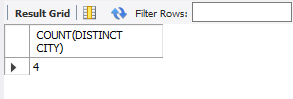 Result Grid Filter Rows:
COUNT(DISTINCT
CITY)
4